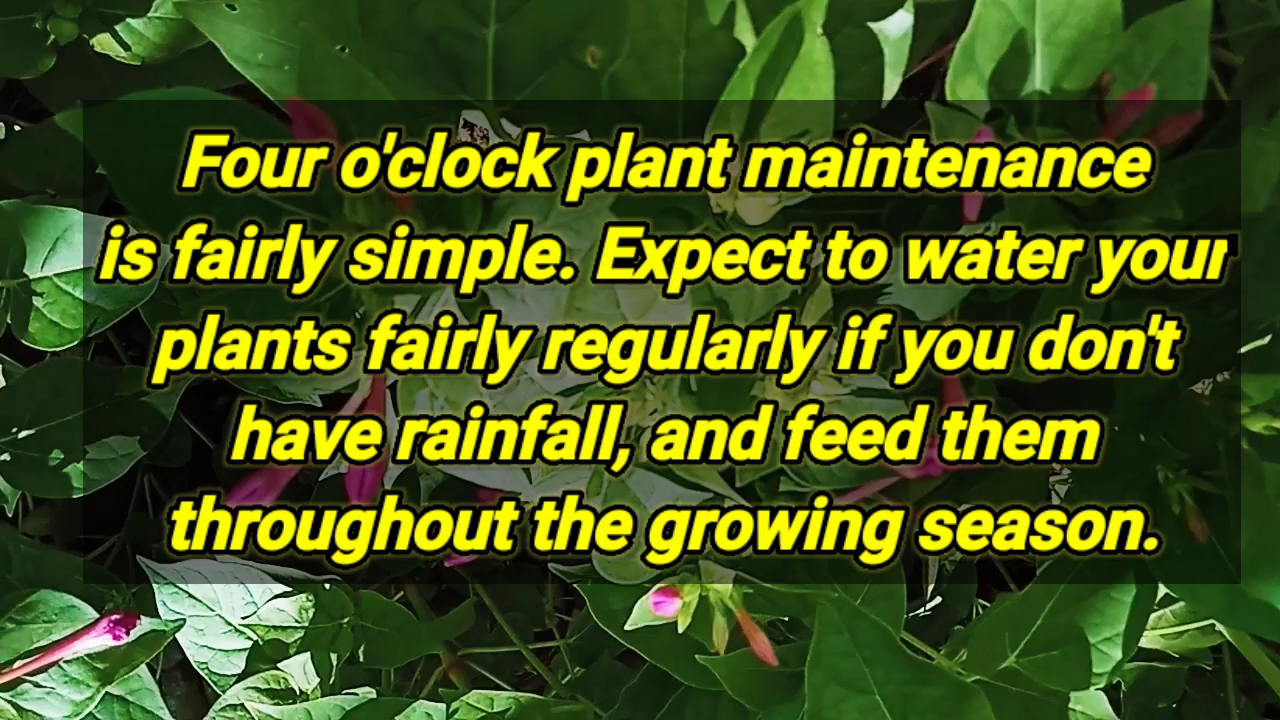 Four o'clock plant maintenance
is fairly simple. Expect to water your
plants fairly regularly if you don't
have rainfall, and feed them
throughout the growing season.